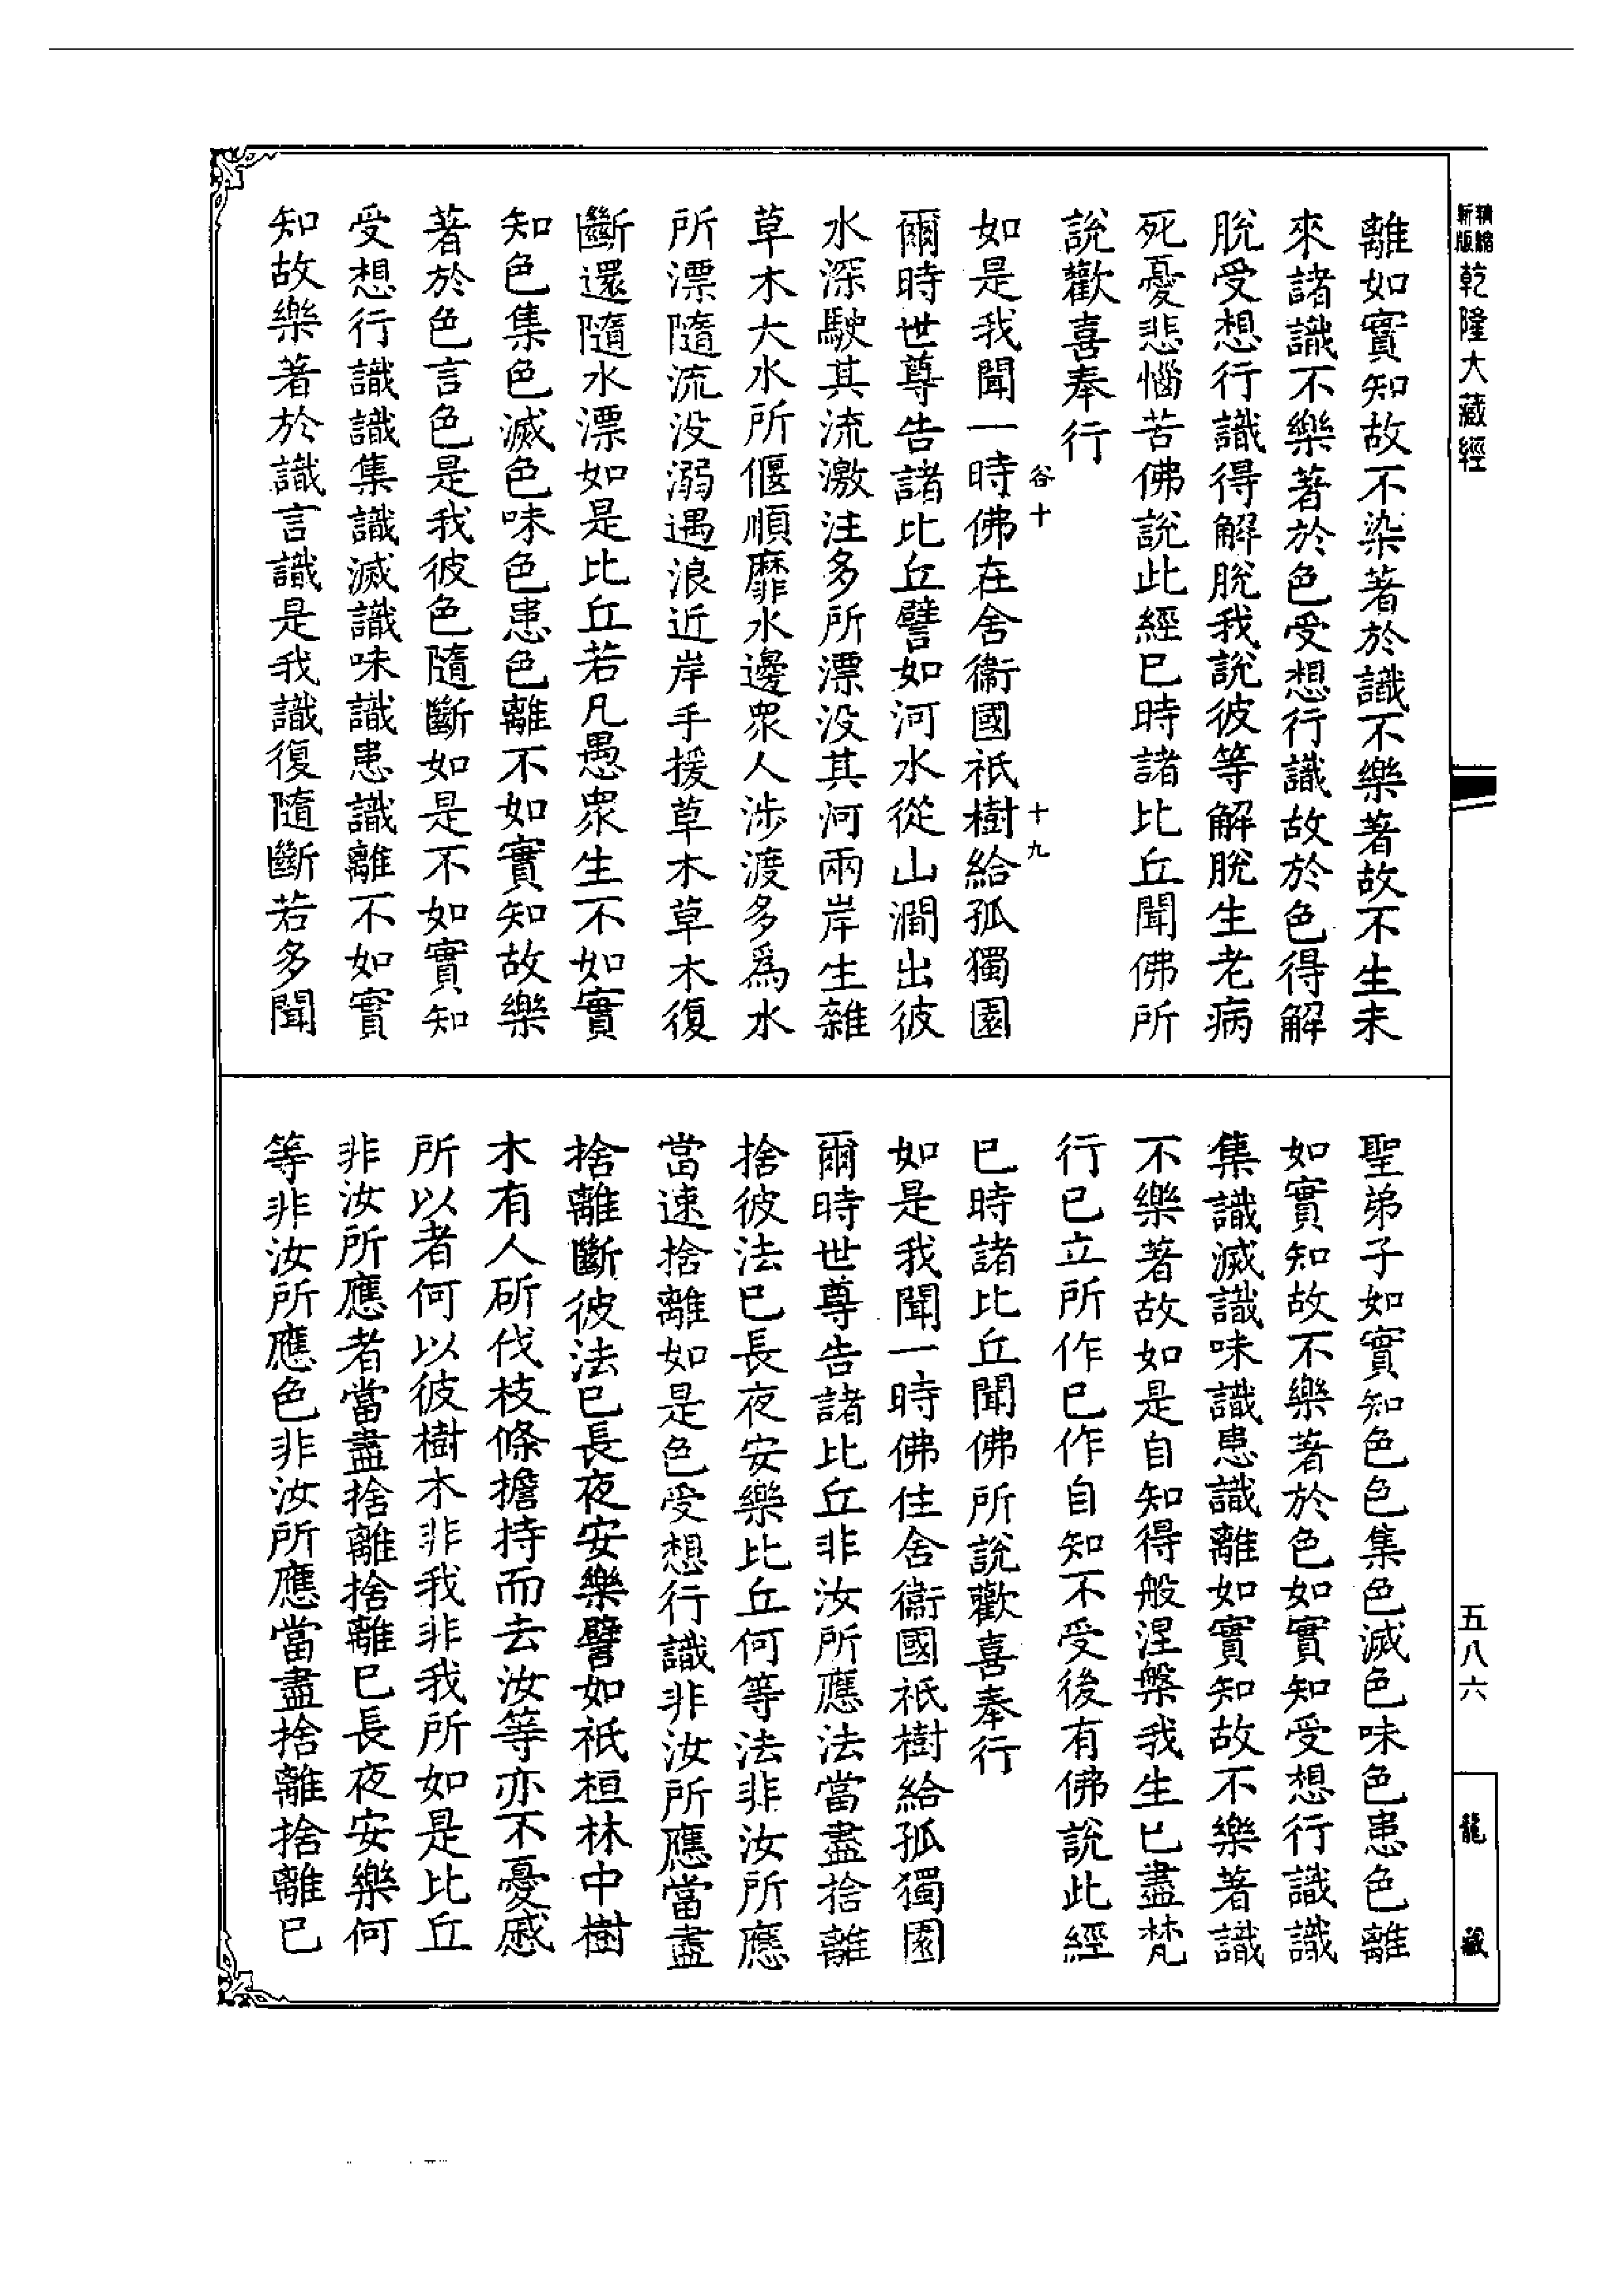 精縮
新版
乾隆大藏經
五八六
龍藏
離如實知故不染著於識不樂著故不生未
來諸識不樂著於色受想行識故於色得解
脫受想行識得解脫我說彼等解脫生老病
死憂悲惱苦佛說此經已時諸比丘聞佛所
說歡喜奉行
谷十
十九
如是我聞一時佛在舍衛國祇樹給孤獨園
爾時世尊告諸比丘譬如河水從山澗出彼
水深駛其流激注多所漂沒其河兩岸生雜
草木大水所偃順靡水邊眾人涉渡多為水
所漂隨流沒溺遇浪近岸手援草木草木復
斷還隨水漂如是比丘若凡愚眾生不如實
知色集色滅色味色患色離不如實知故樂
著於色言色是我彼色隨斷如是不如實知
受想行識識集識滅識味識患識離不如實
知故樂著於識言識是我識復隨斷若多聞
聖弟子如實知色色集色滅色味色患色離
如實知故不樂著於色如實知受想行識識
集識滅識味識患識離如實知故不樂著識
不樂著故如是自知得般涅槃我生已盡梵
行已立所作已作自知不受後有佛說此經
已時諸比丘聞佛所說歡喜奉行
如是我聞一時佛住舍衛國祇樹給孤獨園
爾時世尊告諸比丘非汝所應法當盡捨離
捨彼法已長夜安樂比丘何等法非汝所應
當速捨離如是色受想行識非汝所應當盡
捨離斷彼法已長夜安樂譬如祇桓林中樹
木有人斫伐枝條擔持而去汝等亦不憂慼
所以者何以彼樹木非我非我所如是比丘
非汝所應者當盡捨離捨離已長夜安樂何
等非汝所應色非汝所應當盡捨離捨離已